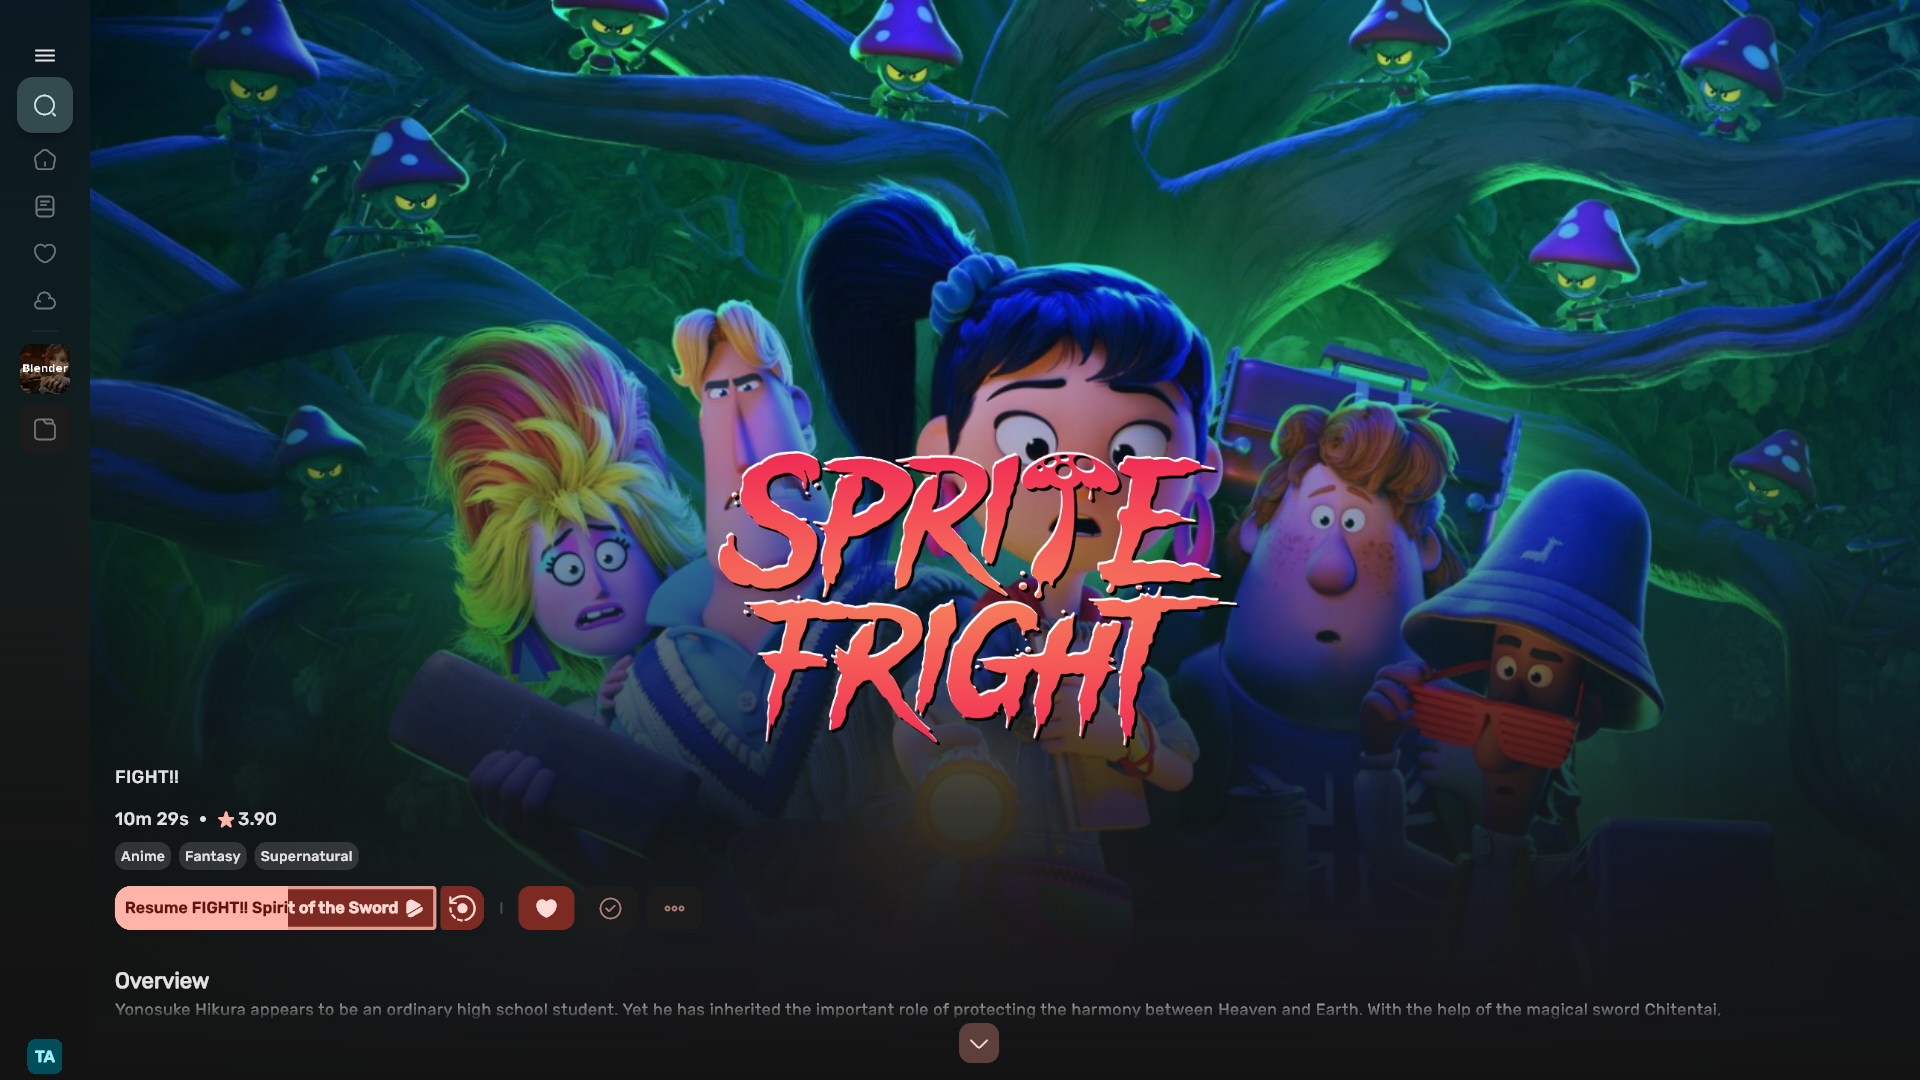 Blender
SPRITE
FRIGHT
FIGHT!!
10m 29s • 3.90
Anime Fantasy Supernatural
Resume FIGHT!! Spirit of the Sword
Overview
Yonosuke Hikura appears to be an ordinary high school student. Yet he has inherited the important role of protecting the harmony between Heaven and Earth. With the help of the magical sword Chitentai,
TA